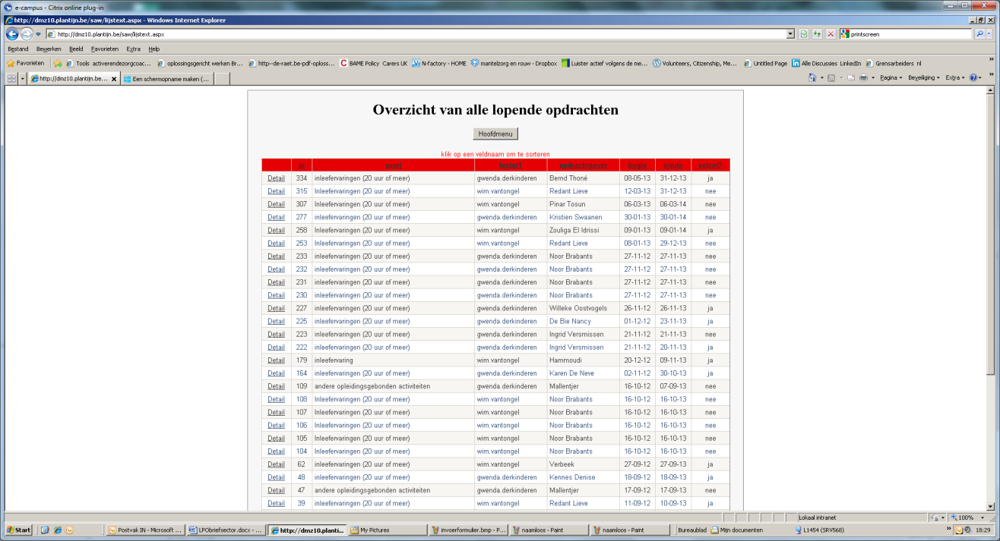 e-campus - Citrix online plug-in
http://dmz10.plantijn.be/saw/lijstext.aspx - Windows Internet Explorer
http://dmz10.plantijn.be/saw/lijstext.aspx
printscreen
Bestand Bewerken Beeld Favorieten Extra Help
Favorieten Tools activerendezorgcoac... oplossingsgericht werken Br... http--de-raet.be-pdf-oploss... BAME Policy Carers UK N-factory - HOME mantelzorg en rouw - Dropbox Luister actief volgens de me... Volunteers, Citizenship, Me... Untitled Page Alle Discussies LinkedIn Grensarbeiders nl
http://dmz10.plantijn.be... Een schermopname maken (... Pagina Beveiliging Extra
Overzicht van alle lopende opdrachten
Hoofdmenu
klik op een veldnaam om te sorteren
nr soort lector1 opdrachtgever begin einde volzet?
Detail 334 inleefervaringen (20 uur of meer) gwenda.derkinderen Bernd Thoné 08-05-13 31-12-13 ja
Detail 315 inleefervaringen (20 uur of meer) wim.vantongel Redant Lieve 12-03-13 31-12-13 nee
Detail 307 Inleefervaringen (20 uur of meer) wim.vantongel Pinar Tosun 06-03-13 06-03-14 nee
Detail 277 inleefervaringen (20 uur of meer) gwenda.derkinderen Kristien Swaanen 30-01-13 30-01-14 nee
Detail 258 Inleefervaringen (20 uur of meer) wim.vantongel Zouliga El Idrissi 09-01-13 09-01-14 ja
Detail 253 Inleefervaringen (20 uur of meer) wim.vantongel Redant Lieve 08-01-13 29-12-13 nee
Detail 233 inleefervaringen (20 uur of meer) gwenda.derkinderen Noor Brabants 27-11-12 27-11-13 nee
Detail 232 inleefervaringen (20 uur of meer) gwenda.derkinderen Noor Brabants 27-11-12 27-11-13 nee
Detail 231 inleefervaringen (20 uur of meer) gwenda.derkinderen Noor Brabants 27-11-12 27-11-13 nee
Detail 230 inleefervaringen (20 uur of meer) gwenda.derkinderen Noor Brabants 27-11-12 27-11-13 nee
Detail 227 inleefervaringen (20 uur of meer) gwenda.derkinderen Willeke Oostvogels 26-11-12 26-11-13 ja
Detail 225 inleefervaringen (20 uur of meer) gwenda.derkinderen De Bie Nancy 01-12-12 23-11-13 ja
Detail 223 inleefervaringen (20 uur of meer) gwenda.derkinderen Ingrid Versmissen 21-11-12 21-11-13 nee
Detail 222 inleefervaringen (20 uur of meer) gwenda.derkinderen Ingrid Versmissen 21-11-12 20-11-13 ja
Detail 179 inleefervaring wim.vantongel Hammoudi 20-12-12 09-11-13 ja
Detail 164 inleefervaringen (20 uur of meer) gwenda.derkinderen Karen De Neve 02-11-12 30-10-13 ja
Detail 109 andere opleidingsgebonden activiteiten gwenda.derkinderen Mallentjer 16-10-12 07-09-13 nee
Detail 108 Inleefervaringen (20 uur of meer) wim.vantongel Noor Brabants 16-10-12 16-10-13 nee
Detail 107 Inleefervaringen (20 uur of meer) wim.vantongel Noor Brabants 16-10-12 16-10-13 nee
Detail 106 Inleefervaringen (20 uur of meer) wim.vantongel Noor Brabants 16-10-12 16-10-13 nee
Detail 105 Inleefervaringen (20 uur of meer) wim.vantongel Noor Brabants 16-10-12 16-10-13 nee
Detail 104 Inleefervaringen (20 uur of meer) wim.vantongel Noor Brabants 16-10-12 16-10-13 nee
Detail 62 inleefervaringen (20 uur of meer) wim.vantongel Verbeek 27-09-12 27-09-13 ja
Detail 48 inleefervaringen (20 uur of meer) gwenda.derkinderen Kennes Denise 18-09-12 18-09-13 ja
Detail 47 andere opleidingsgebonden activiteiten gwenda.derkinderen Mallentjer 17-09-12 17-09-13 nee
Detail 39 inleefervaringen (20 uur of meer) wim.vantongel Redant Lieve 11-09-12 10-09-13 ja
Lokaal intranet 100%
Start Postvak IN - Microsoft ... LPObriefsector.docx - ... http://dmz10.planti... My Pictures invoerformulier.bmp - P... naamloos - Paint naamloos - Paint Bureaublad Mijn documenten L1454 (SRV568) 18:29